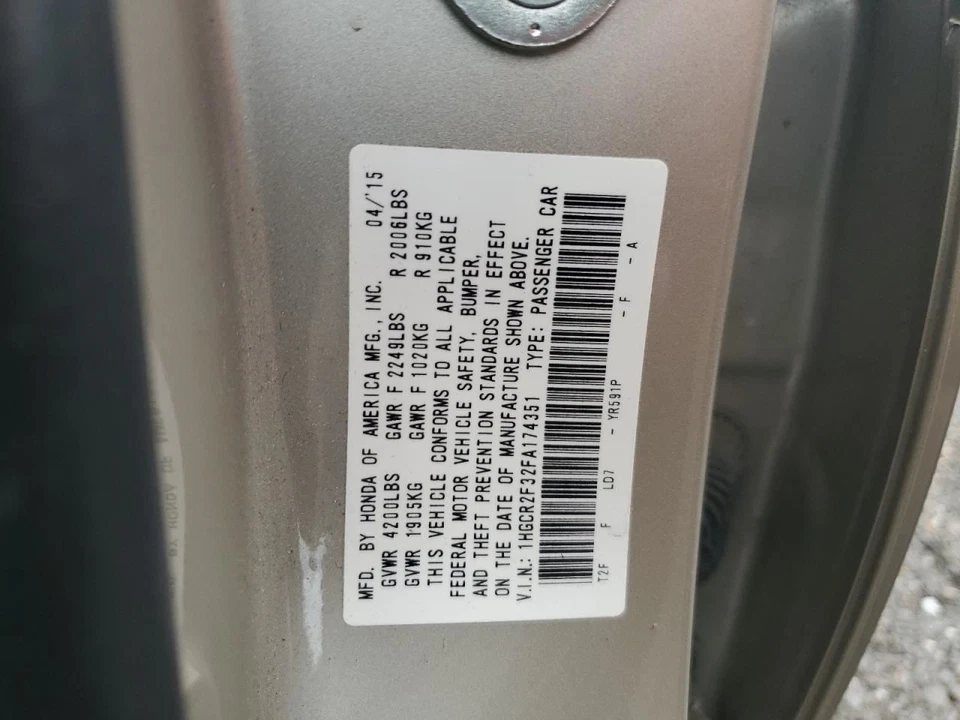 MFD. BY HONDA OF AMERICA MFG., INC. 04/'15
GVWR 4200LBS GAWR F 2249LBS R 2006LBS
GVWR 1905KG GAWR F 1020KG R 910KG
THIS VEHICLE CONFORMS TO ALL APPLICABLE
FEDERAL MOTOR VEHICLE SAFETY, BUMPER,
AND THEFT PREVENTION STANDARDS IN EFFECT
ON THE DATE OF MANUFACTURE SHOWN ABOVE.
V.I.N.: 1HGCR2F32FA174351 TYPE: PASSENGER CAR
T2F F LD7 - YR591P - F - A